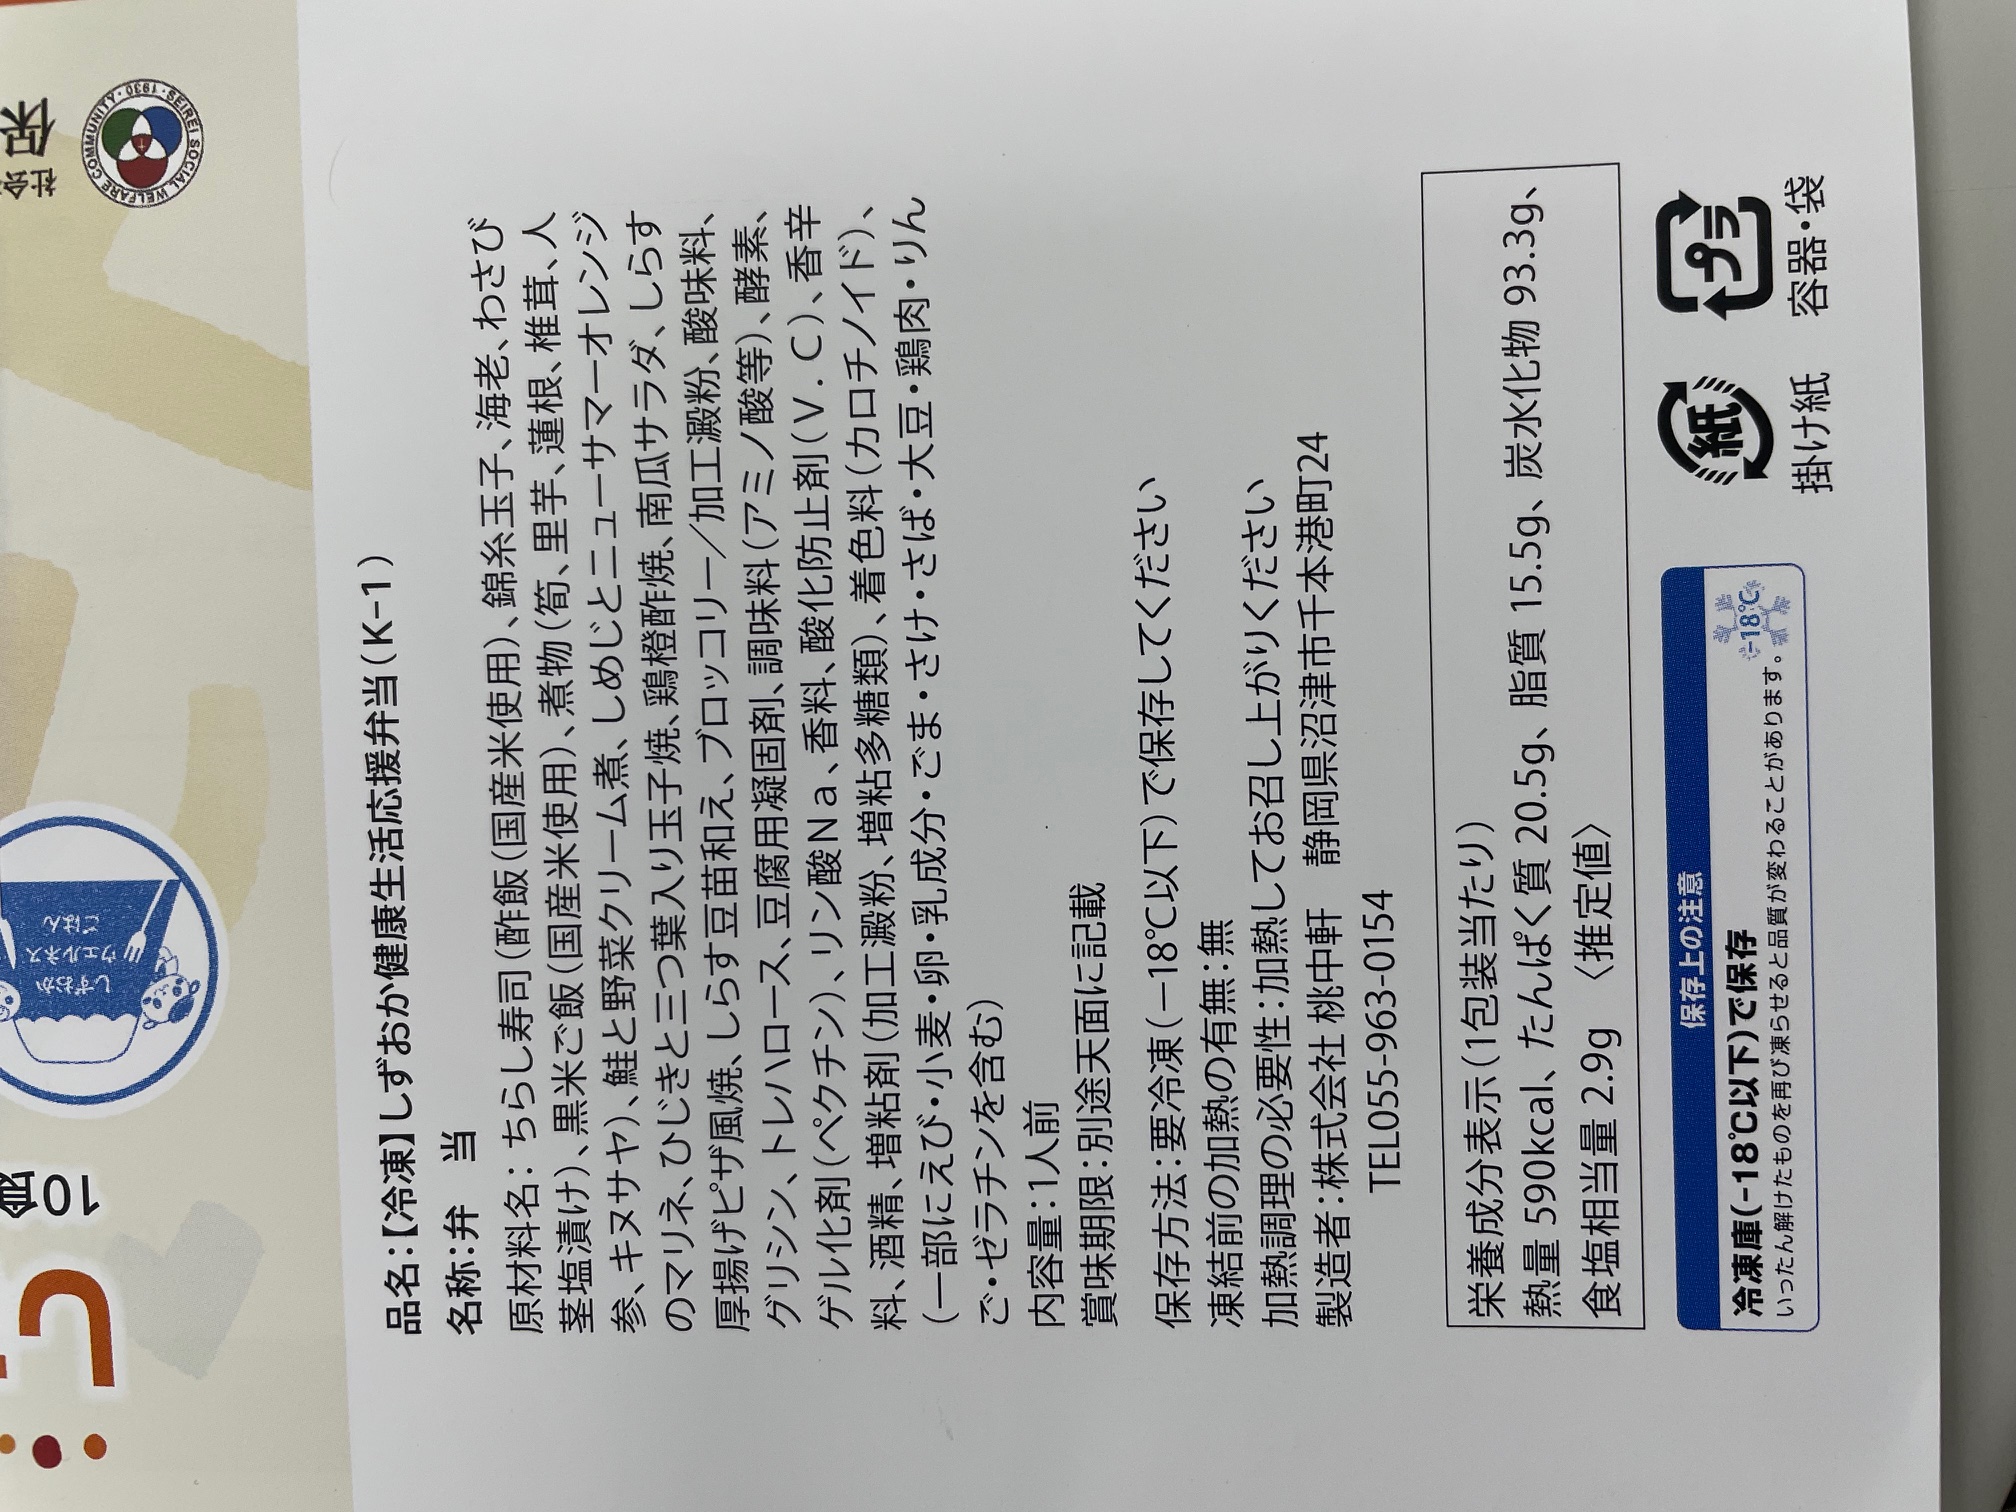 品名：【冷凍】しずおか健康生活応援弁当（K-1）
名称：弁　当
原材料名：ちらし寿司（酢飯（国産米使用）、錦糸玉子、海老、わさび
茎塩漬け）、黒米ご飯（国産米使用）、煮物（筍、里芋、蓮根、椎茸、人
参、キヌサヤ）、鮭と野菜クリーム煮、しめじとニューサマーオレンジ
のマリネ、ひじきと三つ葉入り玉子焼、鶏橙酢焼、南瓜サラダ、しらす
厚揚げピザ風焼、しらす豆苗和え、ブロッコリー／加工澱粉、酸味料、
グリシン、トレハロース、豆腐用凝固剤、調味料（アミノ酸等）、酵素、
ゲル化剤（ペクチン）、リン酸Ｎａ、香料、酸化防止剤（Ｖ．Ｃ）、香辛
料、酒精、増粘剤（加工澱粉、増粘多糖類）、着色料（カロチノイド）、
（一部にえび・小麦・卵・乳成分・ごま・さけ・さば・大豆・鶏肉・りん
ご・ゼラチンを含む）
内容量：1人前
賞味期限：別途天面に記載
保存方法：要冷凍（－18℃以下）で保存してください
凍結前の加熱の有無：無
加熱調理の必要性：加熱してお召し上がりください
製造者：株式会社 桃中軒　静岡県沼津市千本港町24
TEL055-963-0154
栄養成分表示（1包装当たり）
熱量 590kcal、たんぱく質 20.5g、脂質 15.5g、炭水化物 93.3g、
食塩相当量 2.9g　〈推定値〉
保存上の注意
冷凍庫(-18℃以下)で保存
いったん解けたものを再び凍らせると品質が変わることがあります。
-18℃
紙
掛け紙
プラ
容器・袋
しずおか
ウェルネス
ごはん
SEIREI SOCIAL WELFARE COMMUNITY・1930・
社会
保
10